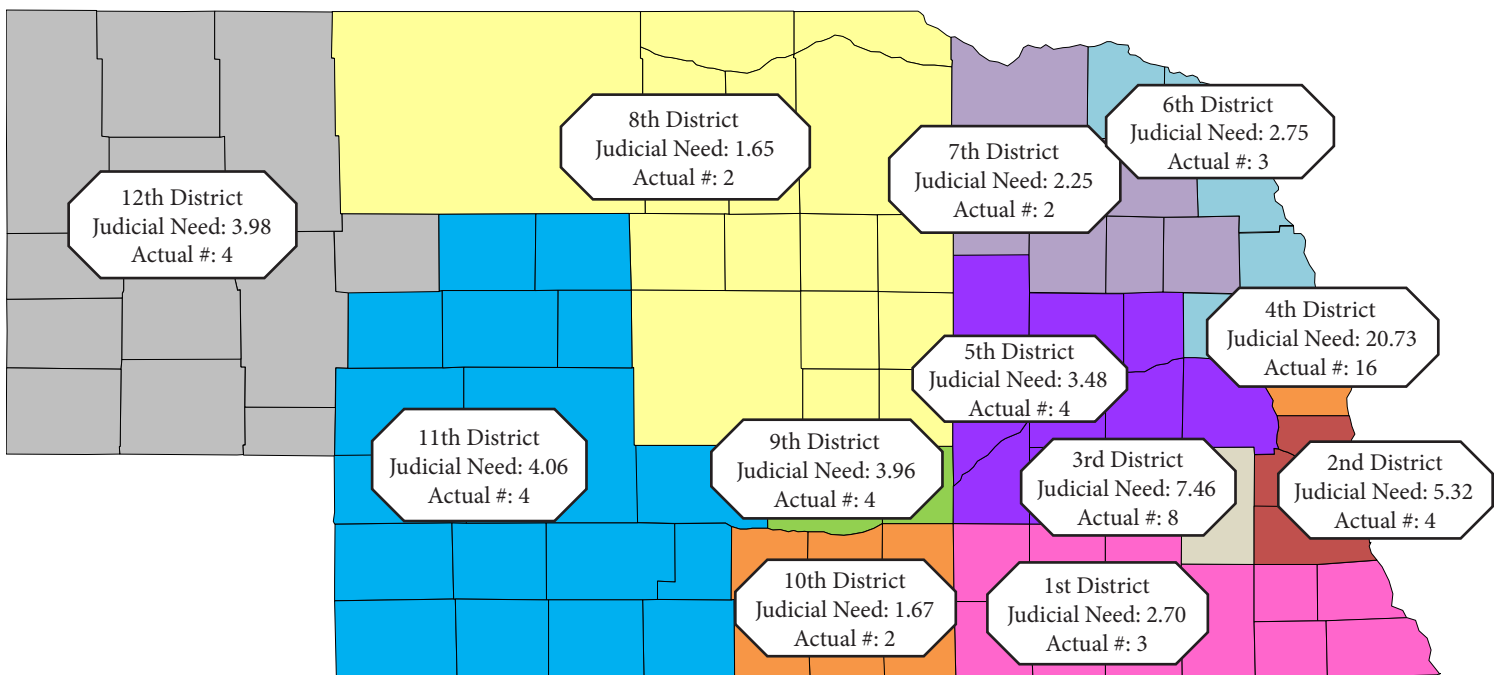 6th District
Judicial Need: 2.75
Actual #: 3
8th District
Judicial Need: 1.65
Actual #: 2
7th District
Judicial Need: 2.25
Actual #: 2
12th District
Judicial Need: 3.98
Actual #: 4
4th District
Judicial Need: 20.73
Actual #: 16
5th District
Judicial Need: 3.48
Actual #: 4
11th District
Judicial Need: 4.06
Actual #: 4
9th District
Judicial Need: 3.96
Actual #: 4
3rd District
Judicial Need: 7.46
Actual #: 8
2nd District
Judicial Need: 5.32
Actual #: 4
10th District
Judicial Need: 1.67
Actual #: 2
1st District
Judicial Need: 2.70
Actual #: 3